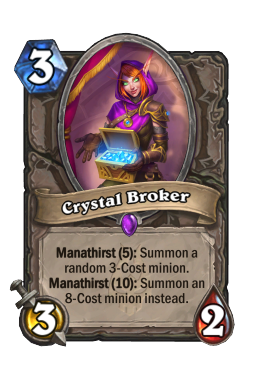 3
Crystal Broker
Manathirst (5): Summon a
random 3-Cost minion.
Manathirst (10): Summon an
8-Cost minion instead.
3
2